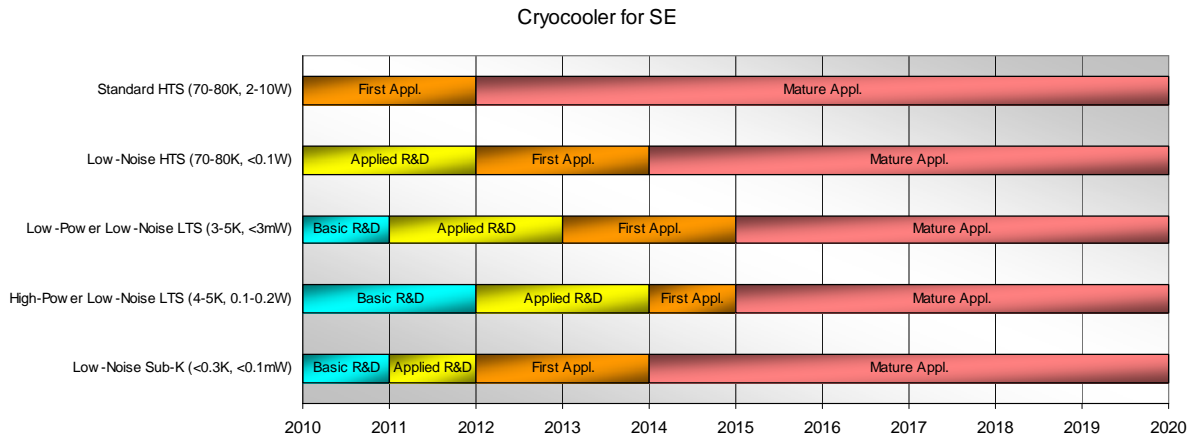 Cryocooler for SE
Standard HTS (70-80K, 2-10W)
First Appl.
Mature Appl.
Low-Noise HTS (70-80K, <0.1W)
Applied R&D
First Appl.
Mature Appl.
Low-Power Low-Noise LTS (3-5K, <3mW)
Basic R&D
Applied R&D
First Appl.
Mature Appl.
High-Power Low-Noise LTS (4-5K, 0.1-0.2W)
Basic R&D
Applied R&D
First Appl.
Mature Appl.
Low-Noise Sub-K (<0.3K, <0.1mW)
Basic R&D
Applied R&D
First Appl.
Mature Appl.
2010 2011 2012 2013 2014 2015 2016 2017 2018 2019 2020